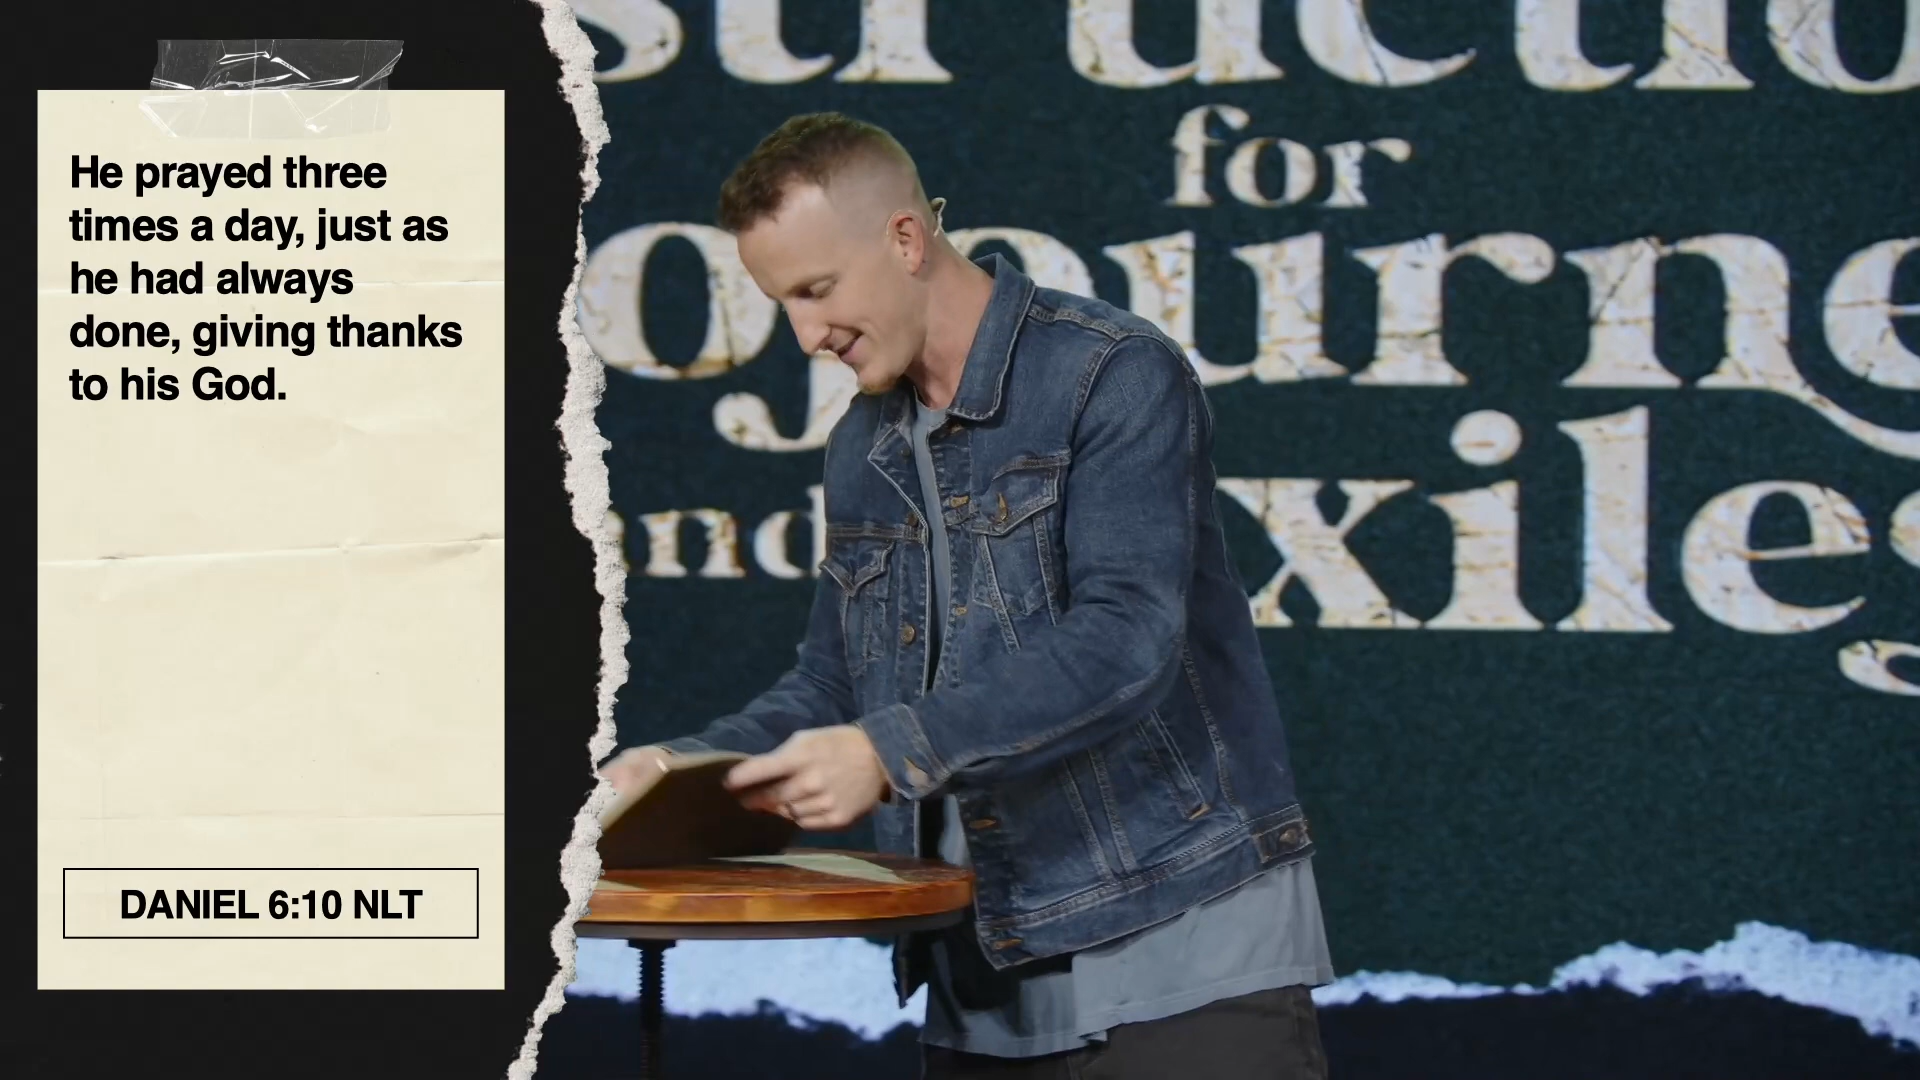 He prayed three
times a day, just as
he had always
done, giving thanks
to his God.
DANIEL 6:10 NLT
for
and